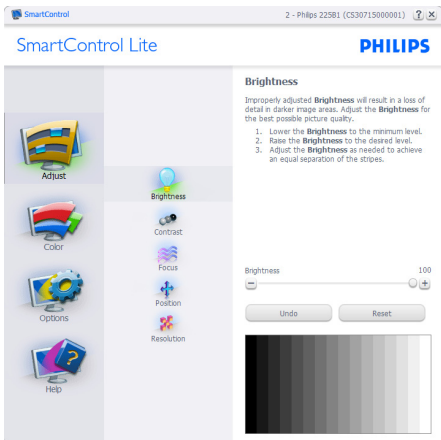 SmartControl
2 - Philips 225B1 (CS30715000001)
?
SmartControl Lite
PHILIPS
Adjust
Color
Options
Help
Brightness
Contrast
Focus
Position
Resolution
Brightness
Improperly adjusted Brightness will result in a loss of
detail in darker image areas. Adjust the Brightness for
the best possible picture quality.
1. Lower the Brightness to the minimum level.
2. Rase the Brightness to the desired level.
3. Adjust the Brightness as needed to achieve
an equal separation of the stripes.
Brightness 100
Undo
Reset